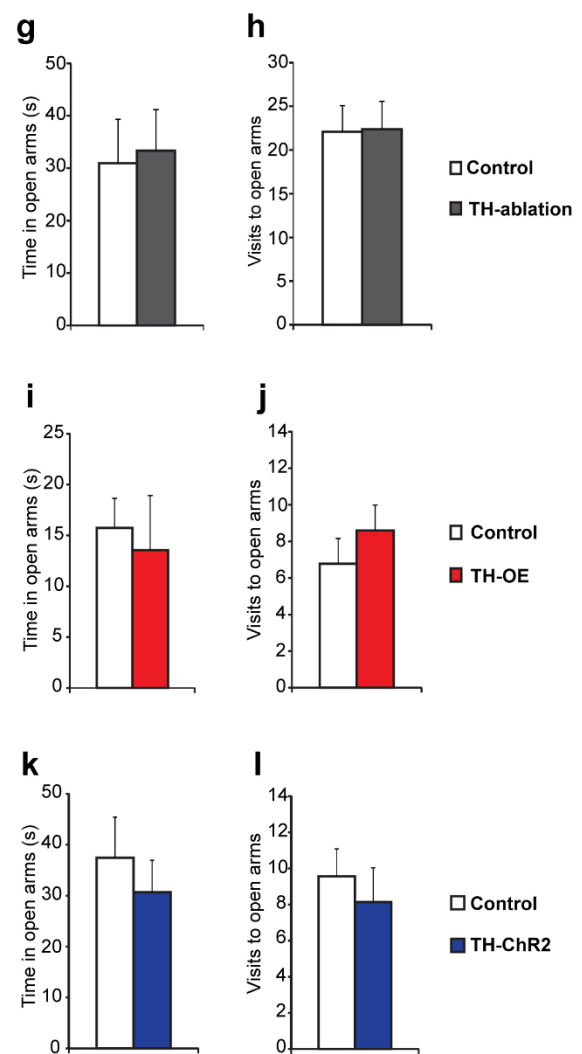 g
Time in open arms (s)
50
40
30
20
10
0
h
Visits to open arms
30
25
20
15
10
5
0
Control
TH-ablation
i
Time in open arms (s)
25
20
15
10
5
0
j
Visits to open arms
14
12
10
8
6
4
2
0
Control
TH-OE
k
Time in open arms (s)
50
40
30
20
10
0
l
Visits to open arms
14
12
10
8
6
4
2
0
Control
TH-ChR2